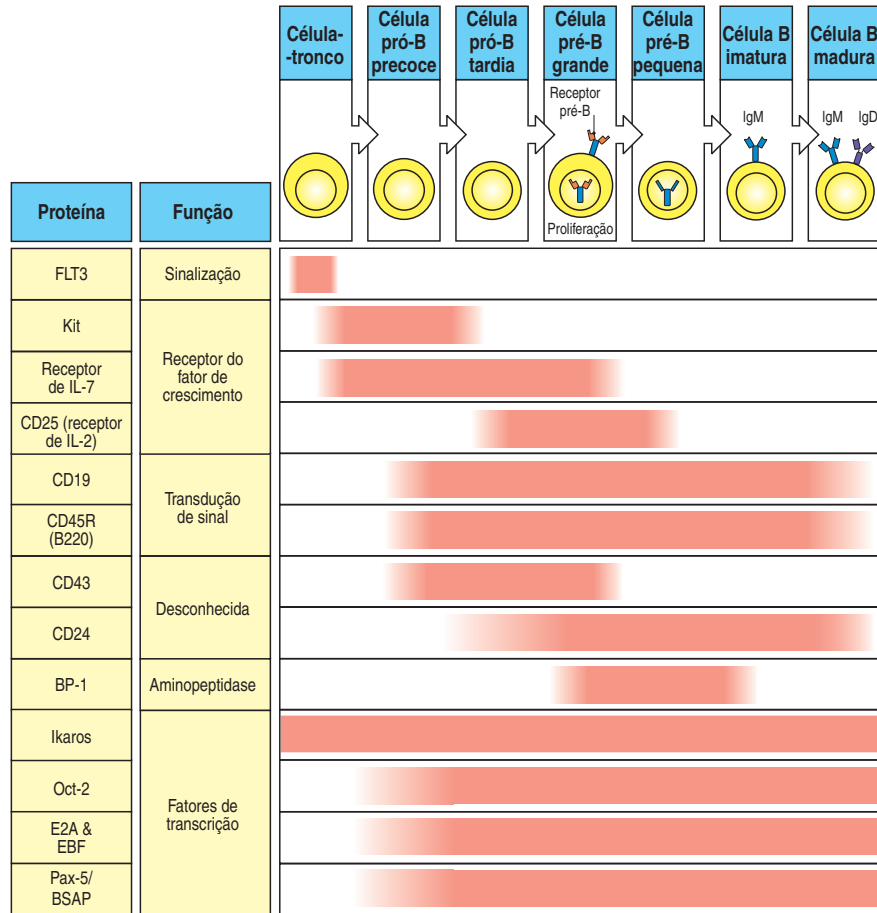 Célula-
-tronco
Célula
pró-B
precoce
Célula
pró-B
tardia
Célula
pré-B
grande
Célula
pré-B
pequena
Célula B
imatura
Célula B
madura
Receptor
pré-B
IgM
IgM
IgD
Proliferação
Proteína
Função
FLT3
Sinalização
Kit
Receptor do
fator de
crescimento
Receptor
de IL-7
CD25 (receptor
de IL-2)
CD19
Transdução
de sinal
CD45R
(B220)
CD43
Desconhecida
CD24
BP-1
Aminopeptidase
Ikaros
Fatores de
transcrição
Oct-2
E2A &
EBF
Pax-5/
BSAP